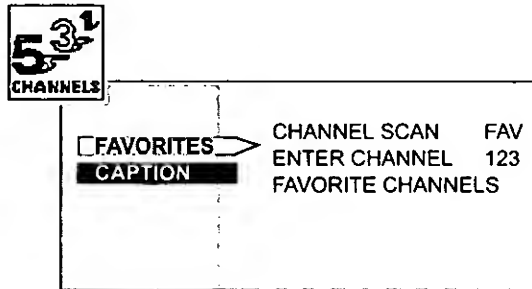 5 3 1
CHANNELS
FAVORITES
CAPTION
CHANNEL SCAN FAV
ENTER CHANNEL 123
FAVORITE CHANNELS